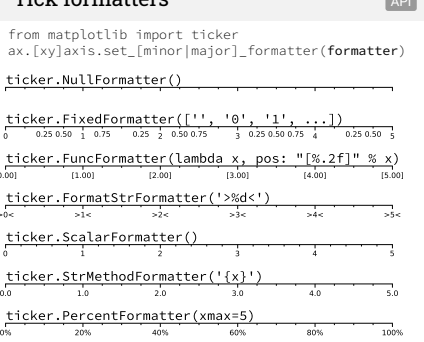 Tick formatters
API
from matplotlib import ticker
ax.[xy]axis.set_[minor|major]_formatter(formatter)
ticker.NullFormatter()
ticker.FixedFormatter(['', '0', '1', ...])
0 0.25 0.50 1 0.75 0.25 2 0.50 0.75 3 0.25 0.50 0.75 4 0.25 0.50 5
ticker.FuncFormatter(lambda x, pos: "[%.2f]" % x)
0.00] [1.00] [2.00] [3.00] [4.00] [5.00]
ticker.FormatStrFormatter('>%d<')
>0< >1< >2< >3< >4< >5<
ticker.ScalarFormatter()
0 1 2 3 4 5
ticker.StrMethodFormatter('{x}')
0.0 1.0 2.0 3.0 4.0 5.0
ticker.PercentFormatter(xmax=5)
0% 20% 40% 60% 80% 100%